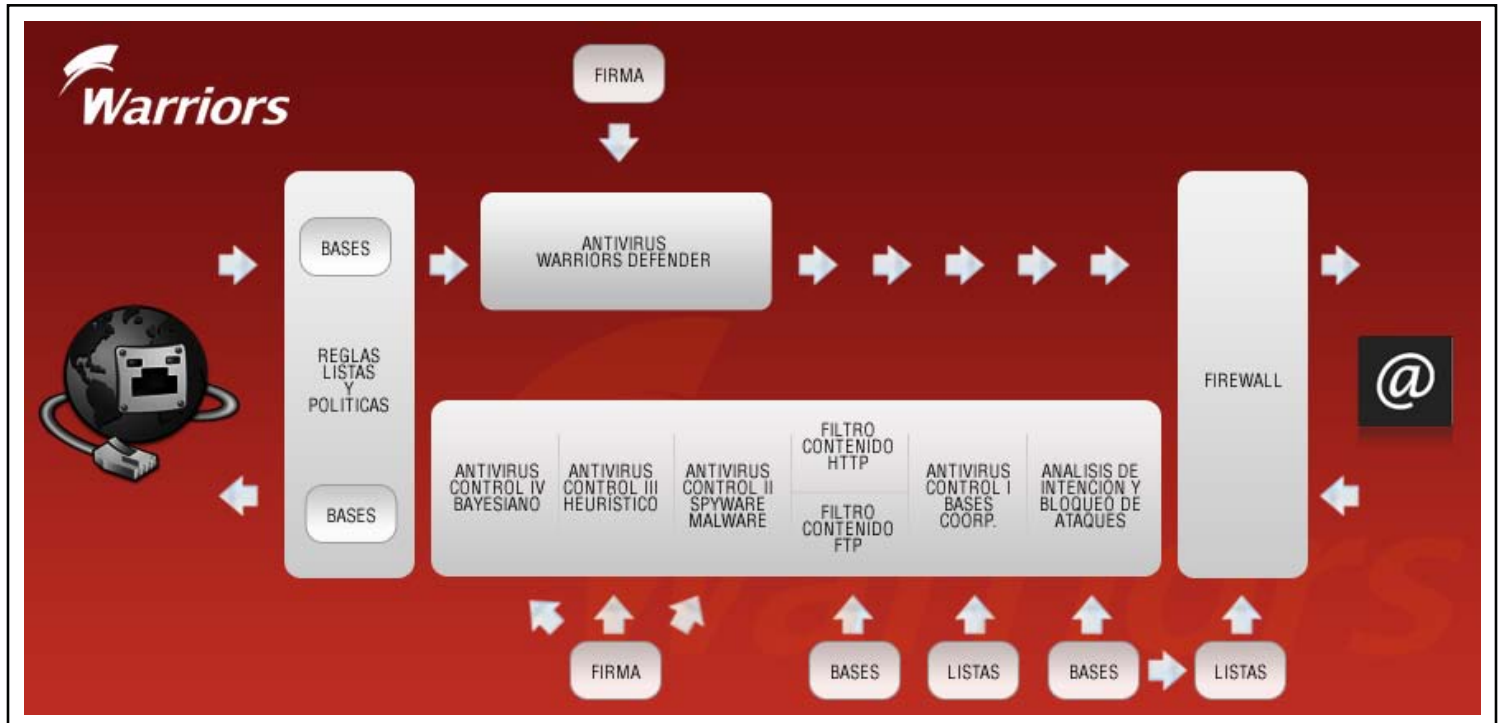 Warriors
FIRMA
BASES
ANTIVIRUS
WARRIORS DEFENDER
REGLAS
LISTAS
Y
POLITICAS
FIREWALL
@
BASES
ANTIVIRUS
CONTROL IV
BAYESIANO
ANTIVIRUS
CONTROL III
HEURISTICO
ANTIVIRUS
CONTROL II
SPYWARE
MALWARE
FILTRO
CONTENIDO
HTTP
FILTRO
CONTENIDO
FTP
ANTIVIRUS
CONTROL I
BASES
COORP.
ANALISIS DE
INTENCION Y
BLOQUEO DE
ATAQUES
FIRMA
BASES
LISTAS
BASES
LISTAS
Warriors